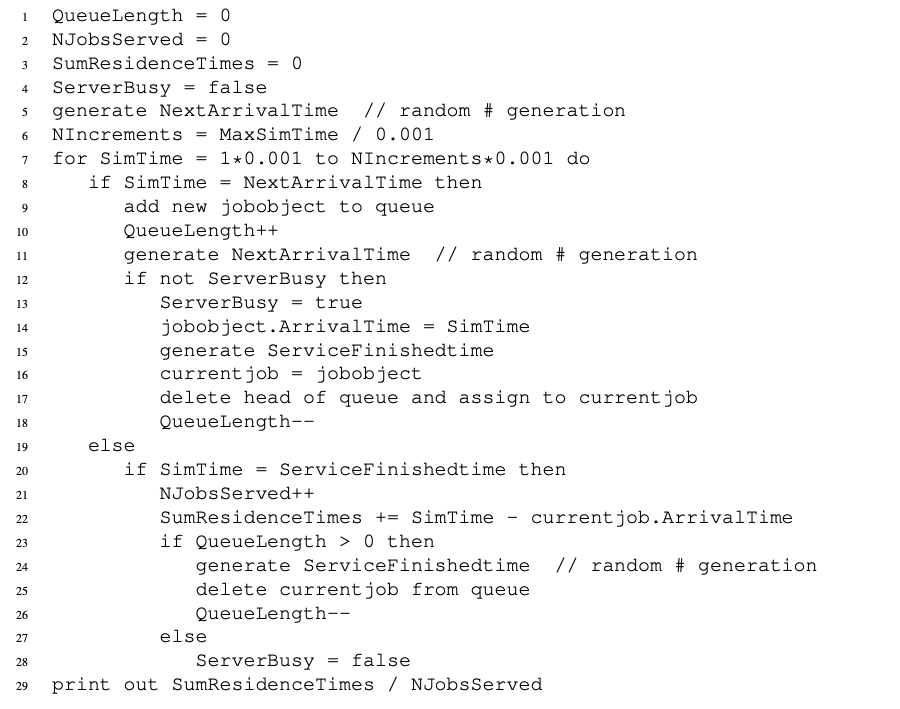 1 QueueLength = 0
2 NJobsServed = 0
3 SumResidenceTimes = 0
4 ServerBusy = false
5 generate NextArrivalTime // random # generation
6 NIncrements = MaxSimTime / 0.001
7 for SimTime = 1*0.001 to NIncrements*0.001 do
8 if SimTime = NextArrivalTime then
9 add new jobobject to queue
10 QueueLength++
11 generate NextArrivalTime // random # generation
12 if not ServerBusy then
13 ServerBusy = true
14 jobobject.ArrivalTime = SimTime
15 generate ServiceFinishedtime
16 currentjob = jobobject
17 delete head of queue and assign to currentjob
18 QueueLength--
19 else
20 if SimTime = ServiceFinishedtime then
21 NJobsServed++
22 SumResidenceTimes += SimTime - currentjob.ArrivalTime
23 if QueueLength > 0 then
24 generate ServiceFinishedtime // random # generation
25 delete currentjob from queue
26 QueueLength--
27 else
28 ServerBusy = false
29 print out SumResidenceTimes / NJobsServed